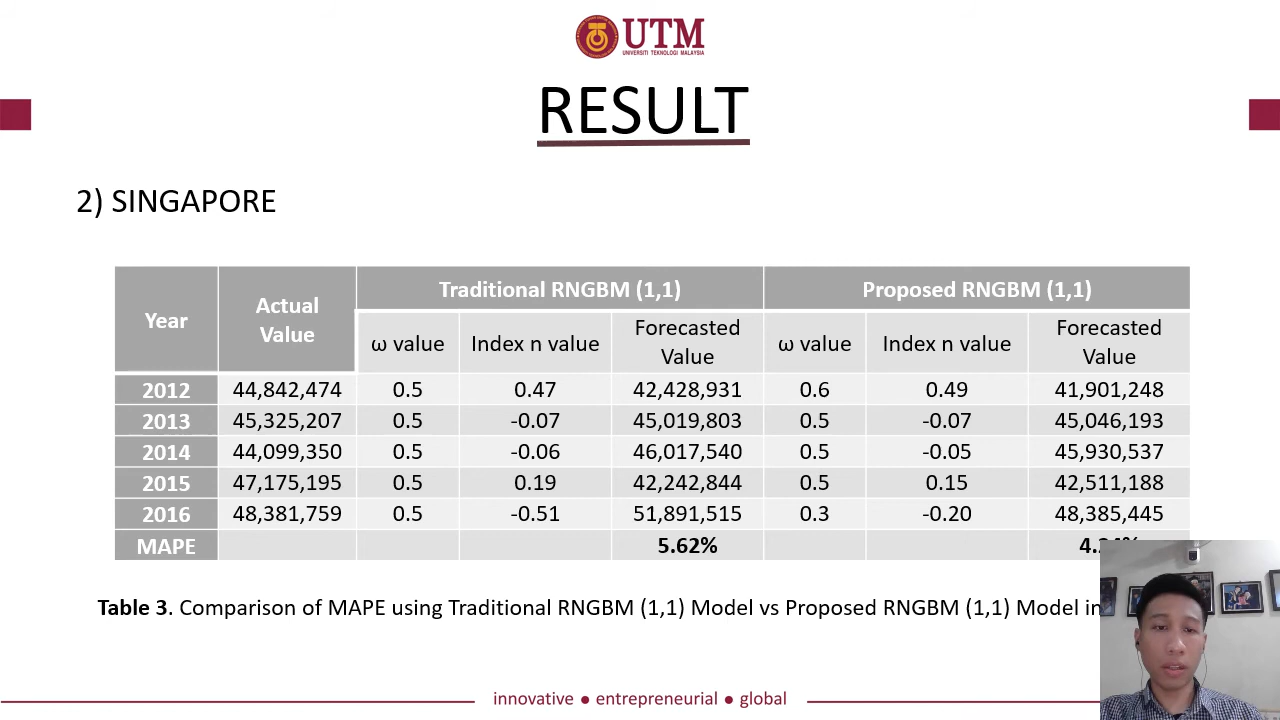 UTM
UNIVERSITI TEKNOLOGI MALAYSIA
RESULT
2) SINGAPORE
Year Actual Value Traditional RNGBM (1,1) Proposed RNGBM (1,1)
ω value Index n value Forecasted Value ω value Index n value Forecasted Value
2012 44,842,474 0.5 0.47 42,428,931 0.6 0.49 41,901,248
2013 45,325,207 0.5 -0.07 45,019,803 0.5 -0.07 45,046,193
2014 44,099,350 0.5 -0.06 46,017,540 0.5 -0.05 45,930,537
2015 47,175,195 0.5 0.19 42,242,844 0.5 0.15 42,511,188
2016 48,381,759 0.5 -0.51 51,891,515 0.3 -0.20 48,385,445
MAPE 5.62%
Table 3. Comparison of MAPE using Traditional RNGBM (1,1) Model vs Proposed RNGBM (1,1) Model in
innovative ● entrepreneurial ● global